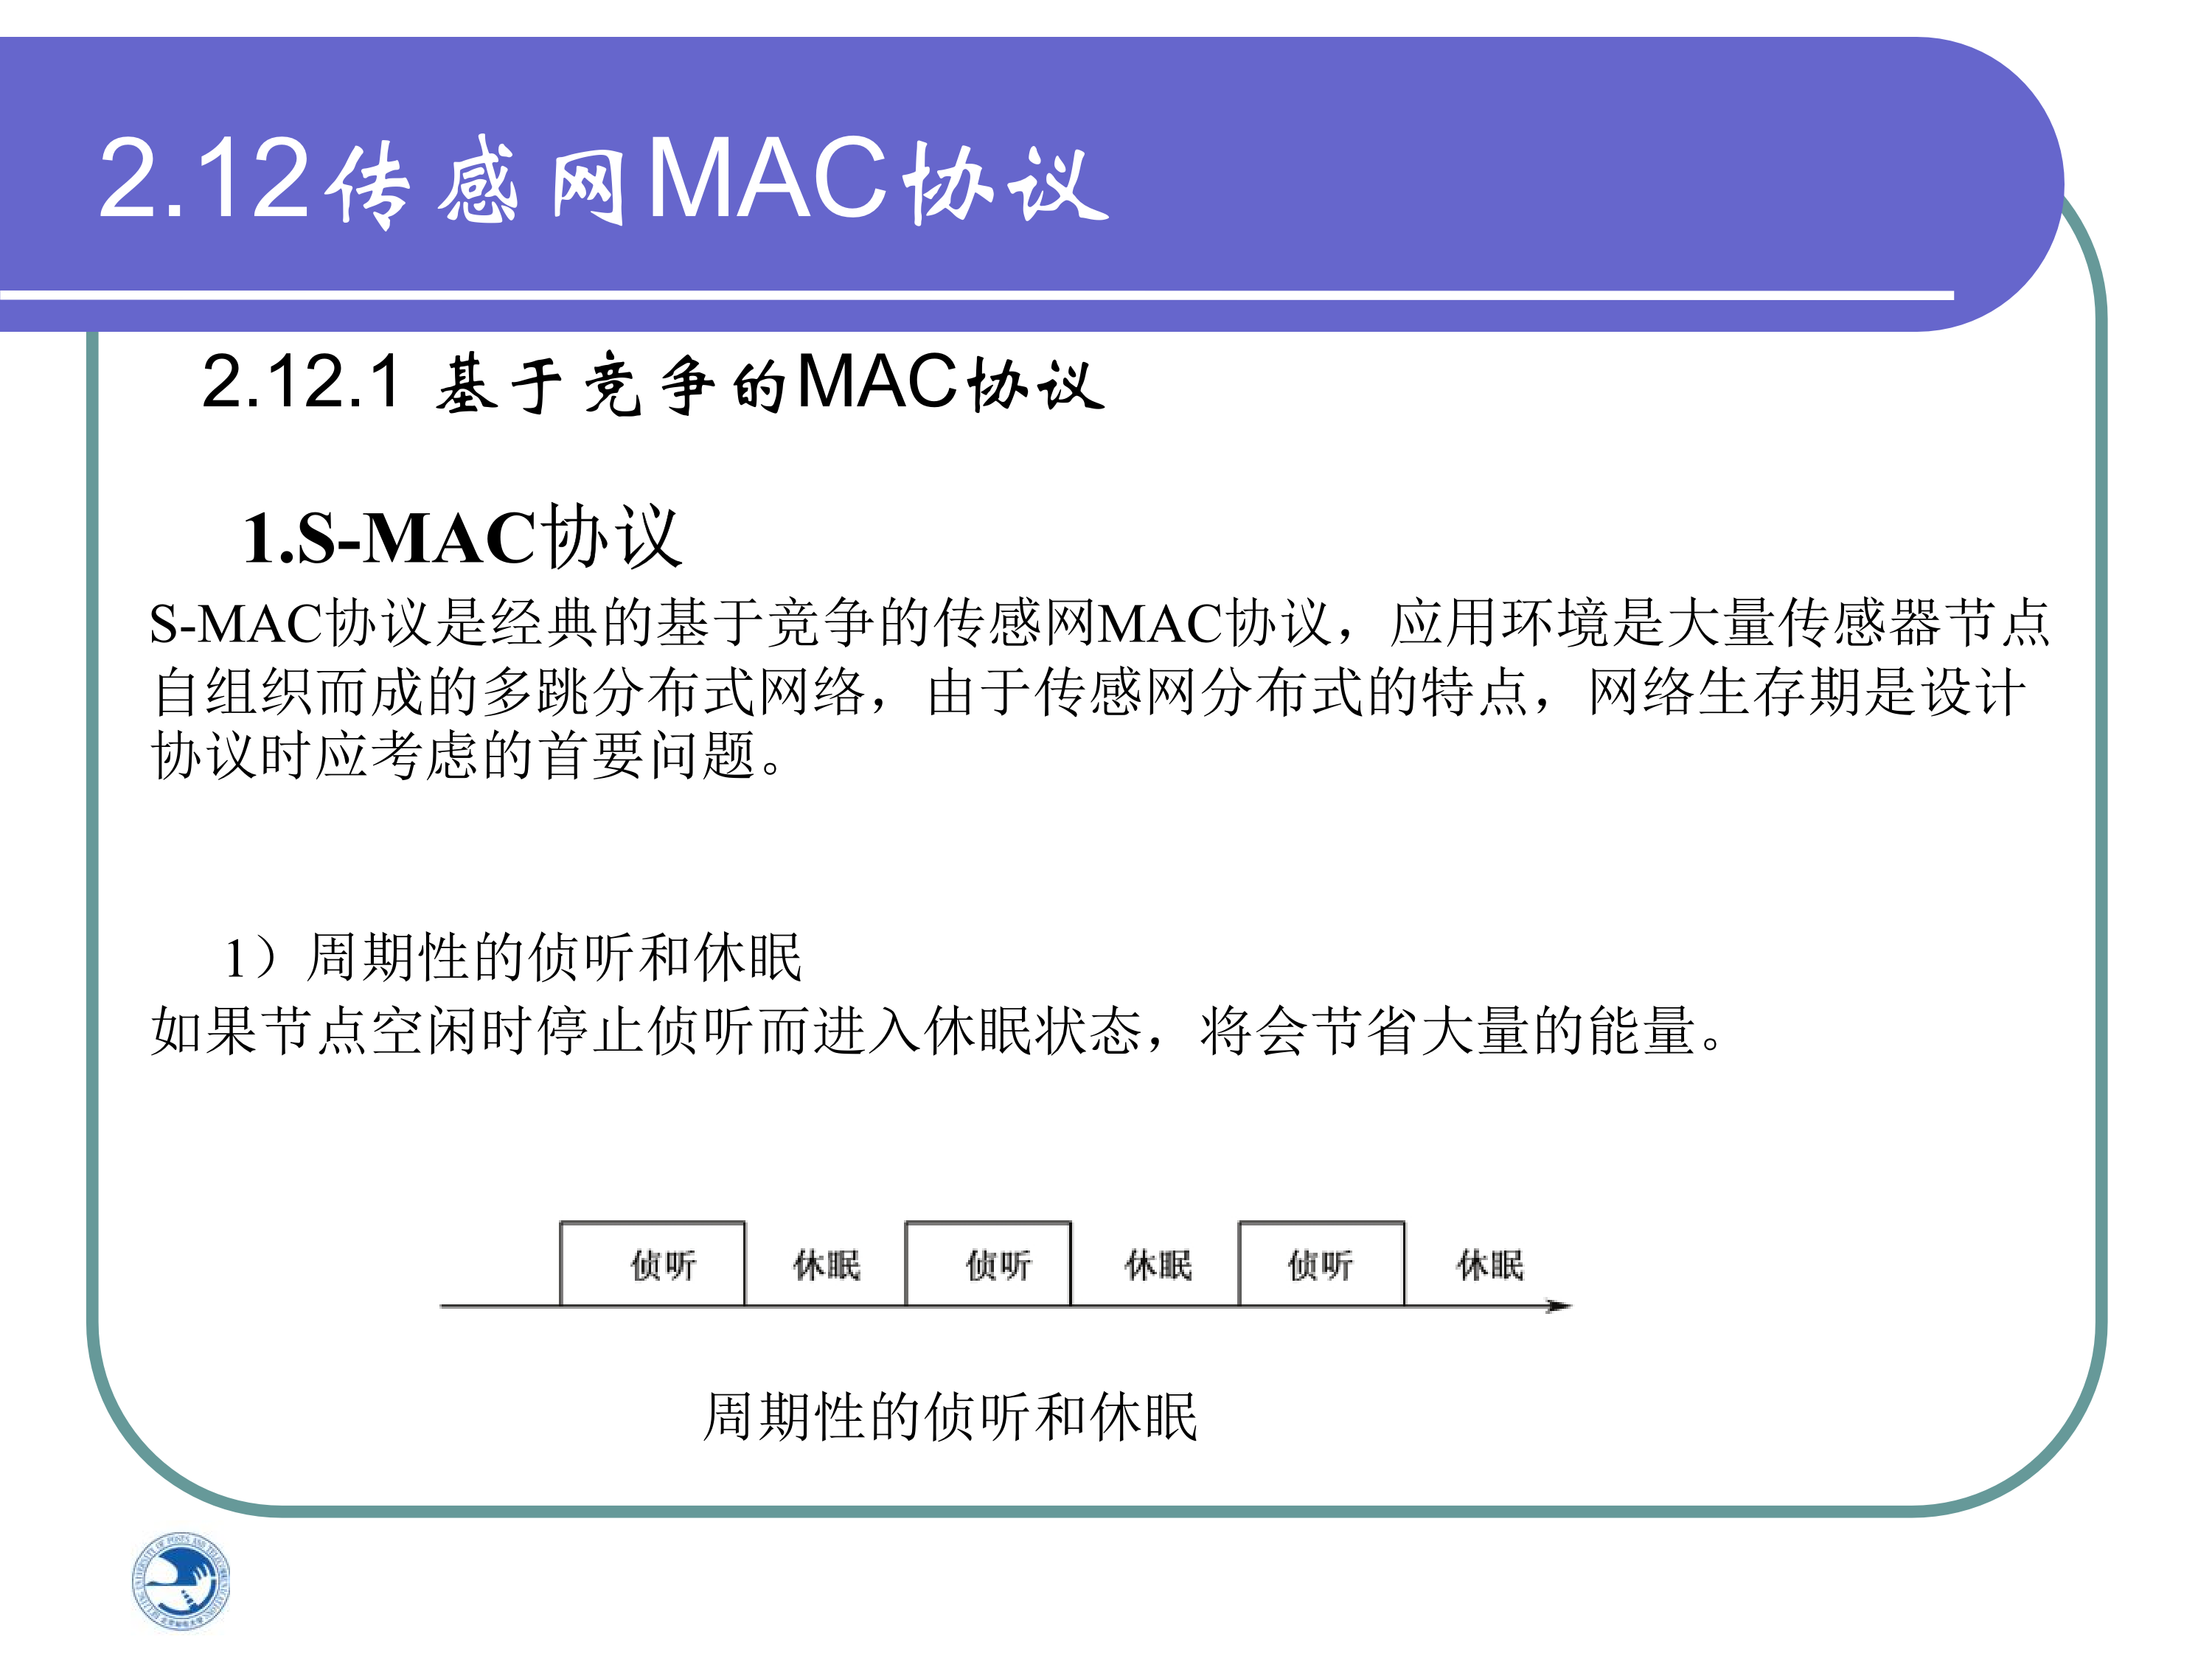 2.12传感网MAC协议
2.12.1 基于竞争的MAC协议
1.S-MAC协议
S-MAC协议是经典的基于竞争的传感网MAC协议，应用环境是大量传感器节点
自组织而成的多跳分布式网络，由于传感网分布式的特点，网络生存期是设计
协议时应考虑的首要问题。
1）周期性的侦听和休眠
如果节点空闲时停止侦听而进入休眠状态，将会节省大量的能量。
侦听 休眠 侦听 休眠 侦听 休眠
周期性的侦听和休眠